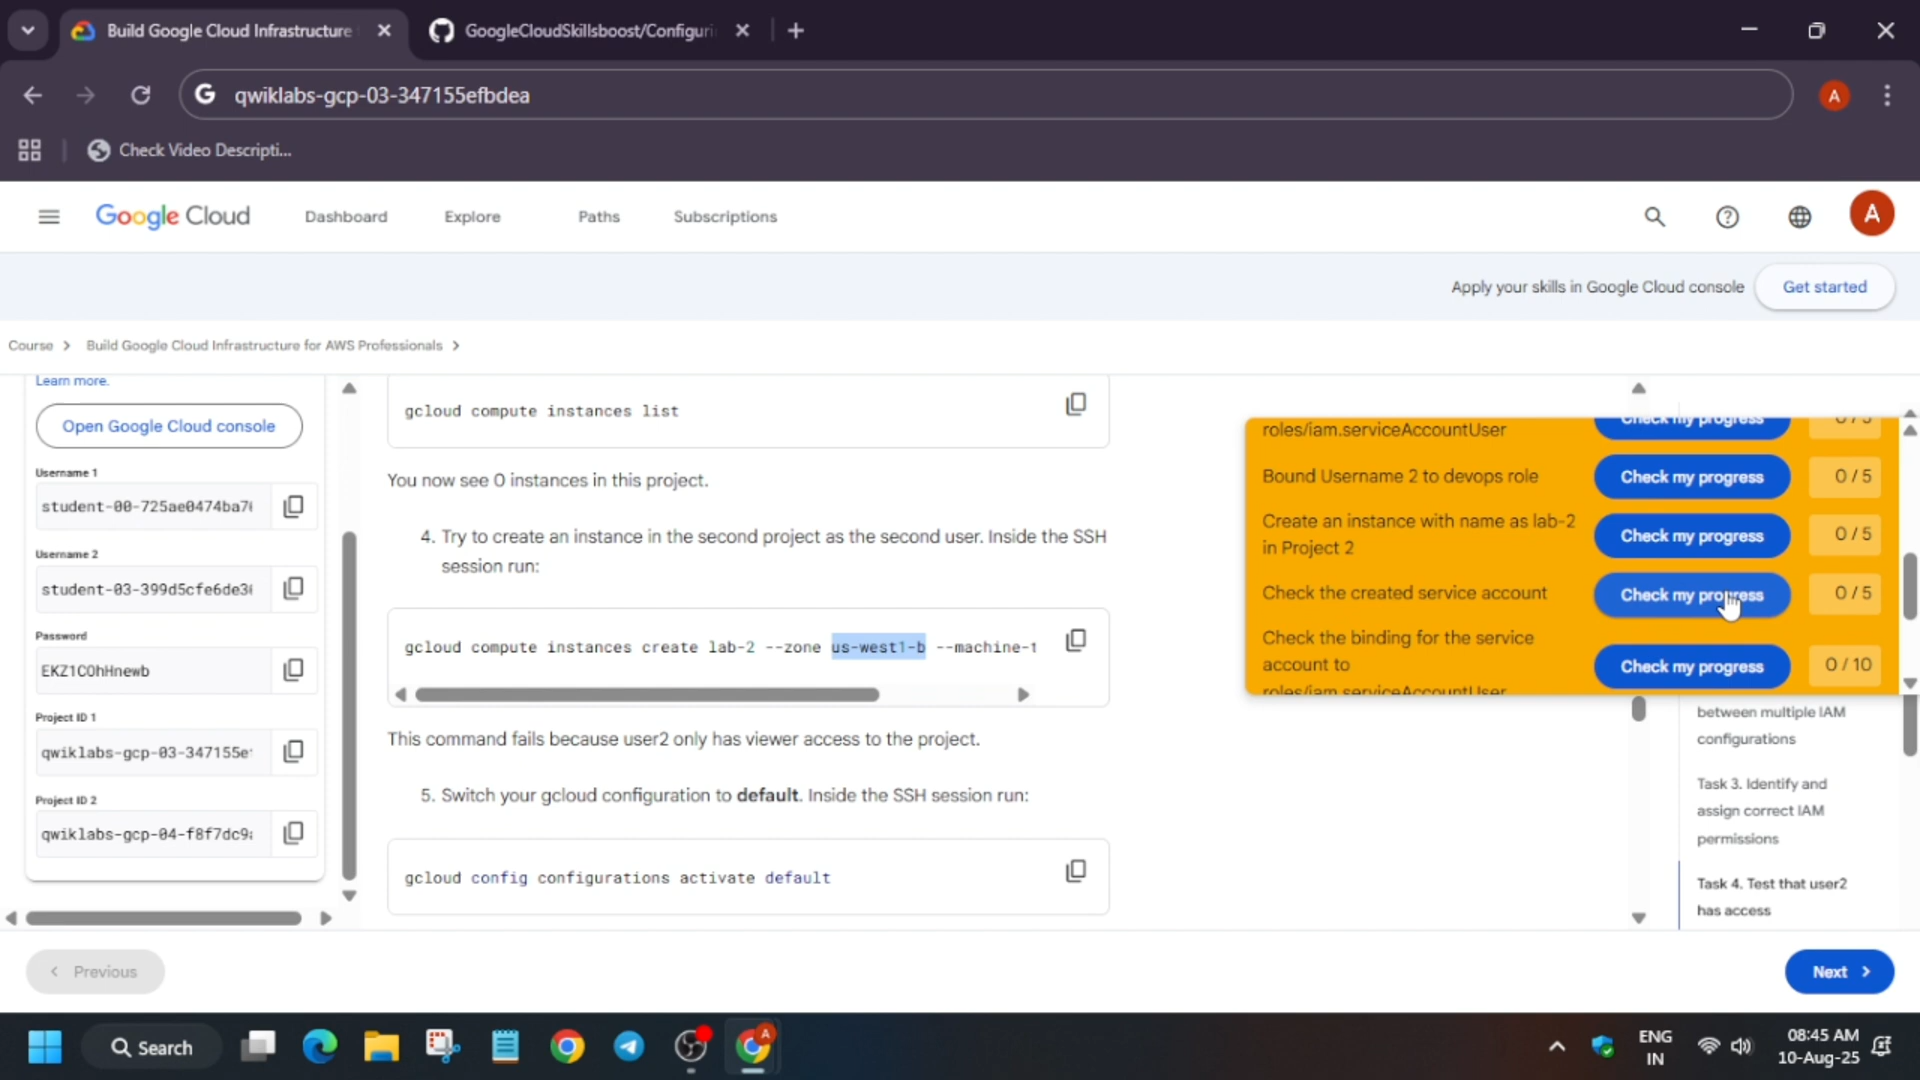 Build Google Cloud Infrastructure
GoogleCloudSkillsboost/Configuri
qwiklabs-gcp-03-347155efbdea
A
Check Video Descripti...
Google Cloud
Dashboard
Explore
Paths
Subscriptions
A
Apply your skills in Google Cloud console
Get started
Course
Build Google Cloud Infrastructure for AWS Professionals
Learn more.
Open Google Cloud console
Username 1
student-00-725ae0474ba7
Username 2
student-03-399d5cfe6de3
Password
EKZ1C0hHnewb
Project ID 1
qwiklabs-gcp-03-347155e
Project ID 2
qwiklabs-gcp-04-f8f7dc9
gcloud compute instances list
You now see 0 instances in this project.
4. Try to create an instance in the second project as the second user. Inside the SSH
session run:
gcloud compute instances create lab-2 --zone us-west1-b --machine-t
This command fails because user2 only has viewer access to the project.
5. Switch your gcloud configuration to default. Inside the SSH session run:
gcloud config configurations activate default
roles/iam.serviceAccountUser
Check my progress
0 / 5
Bound Username 2 to devops role
Check my progress
0 / 5
Create an instance with name as lab-2
in Project 2
Check my progress
0 / 5
Check the created service account
Check my progress
0 / 5
Check the binding for the service
account to
roles/iam.serviceAccountUser
Check my progress
0 / 10
between multiple IAM
configurations
Task 3. Identify and
assign correct IAM
permissions
Task 4. Test that user2
has access
Previous
Next
Search
A
ENG
IN
08:45 AM
10-Aug-25